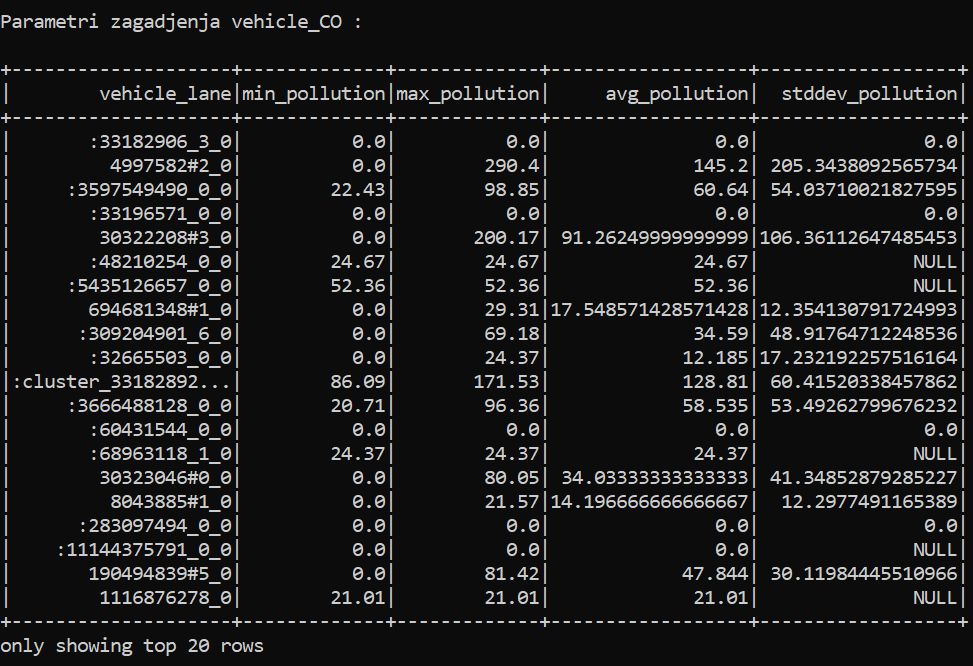 Parametri zagadjenja vehicle_CO :
+--------------------+-------------+-------------+------------------+------------------+
|        vehicle_lane|min_pollution|max_pollution|     avg_pollution|  stddev_pollution|
+--------------------+-------------+-------------+------------------+------------------+
|       :33182906_3_0|          0.0|          0.0|               0.0|               0.0|
|         4997582#2_0|          0.0|        290.4|             145.2| 205.3438092565734|
|     :3597549490_0_0|        22.43|        98.85|             60.64| 54.03710021827595|
|       :33196571_0_0|          0.0|          0.0|               0.0|               0.0|
|        30322208#3_0|          0.0|       200.17| 91.26249999999999|106.36112647485453|
|       :48210254_0_0|        24.67|        24.67|             24.67|              NULL|
|     :5435126657_0_0|        52.36|        52.36|             52.36|              NULL|
|       694681348#1_0|          0.0|        29.31|17.548571428571428|12.354130791724993|
|      :309204901_6_0|          0.0|        69.18|             34.59| 48.91764712248536|
|       :32665503_0_0|          0.0|        24.37|            12.185|17.232192257516164|
|:cluster_33182892...|        86.09|       171.53|            128.81| 60.41520338457862|
|     :3666488128_0_0|        20.71|        96.36|            58.535| 53.49262799676232|
|       :60431544_0_0|          0.0|          0.0|               0.0|               0.0|
|       :68963118_1_0|        24.37|        24.37|             24.37|              NULL|
|        30323046#0_0|          0.0|        80.05| 34.03333333333333| 41.34852879285227|
|         8043885#1_0|          0.0|        21.57|14.196666666666667|  12.2977491165389|
|      :283097494_0_0|          0.0|          0.0|               0.0|               0.0|
|    :11144375791_0_0|          0.0|          0.0|               0.0|              NULL|
|       190494839#5_0|          0.0|        81.42|            47.844| 30.11984445510966|
|        1116876278_0|        21.01|        21.01|             21.01|              NULL|
+--------------------+-------------+-------------+------------------+------------------+
only showing top 20 rows